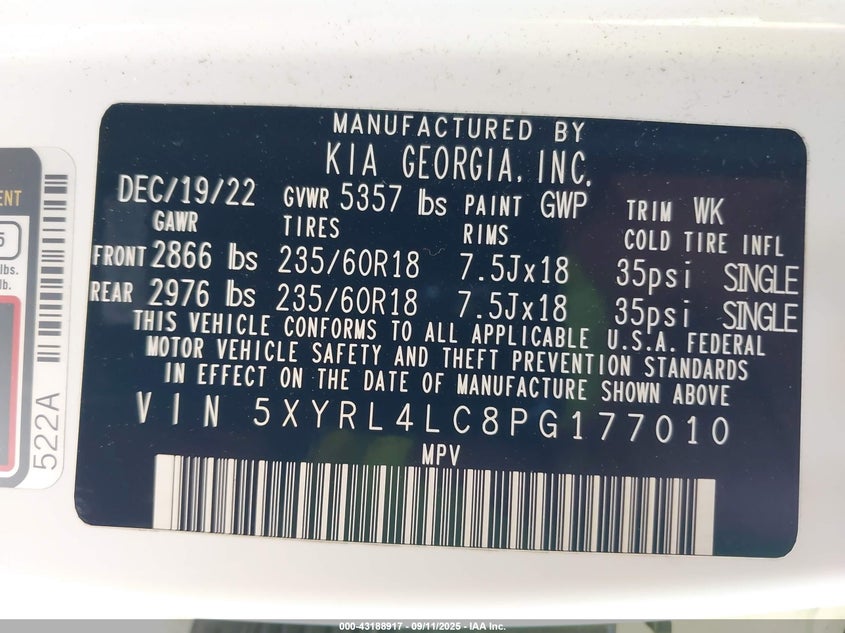 MANUFACTURED BY
KIA GEORGIA, INC.
DEC/19/22 GVWR 5357 lbs PAINT GWP TRIM WK
GAWR TIRES RIMS COLD TIRE INFL
FRONT 2866 lbs 235/60R18 7.5Jx18 35psi SINGLE
REAR 2976 lbs 235/60R18 7.5Jx18 35psi SINGLE
THIS VEHICLE CONFORMS TO ALL APPLICABLE U.S.A. FEDERAL
MOTOR VEHICLE SAFETY AND THEFT PREVENTION STANDARDS
IN EFFECT ON THE DATE OF MANUFACTURE SHOWN ABOVE
VIN 5XYRL4LC8PG177010
MPV
522A
lbs.
lb.
000-43188917 - 09/11/2025 - IAA Inc.